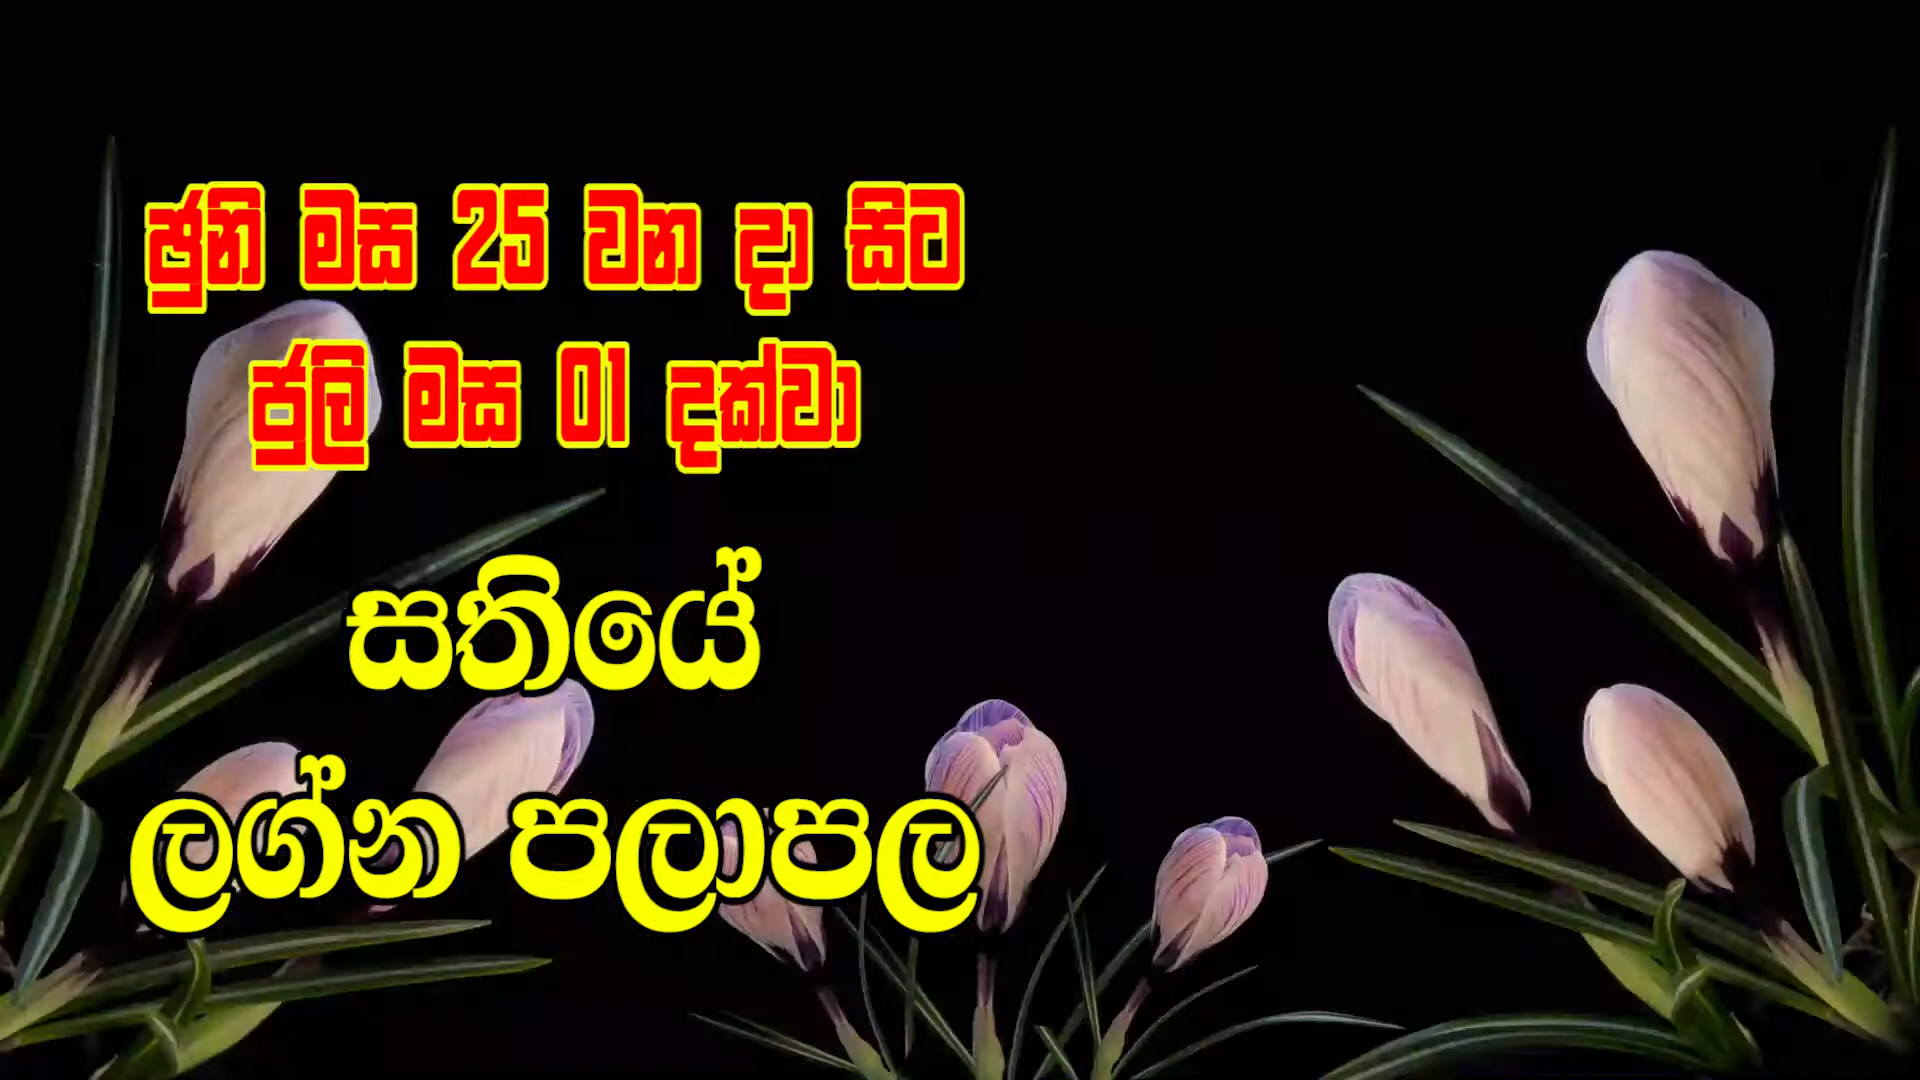 ජුනි මස 25 වන දා සිට
ජුලි මස 01 දක්වා
සතියේ
ලග්න පලාපල